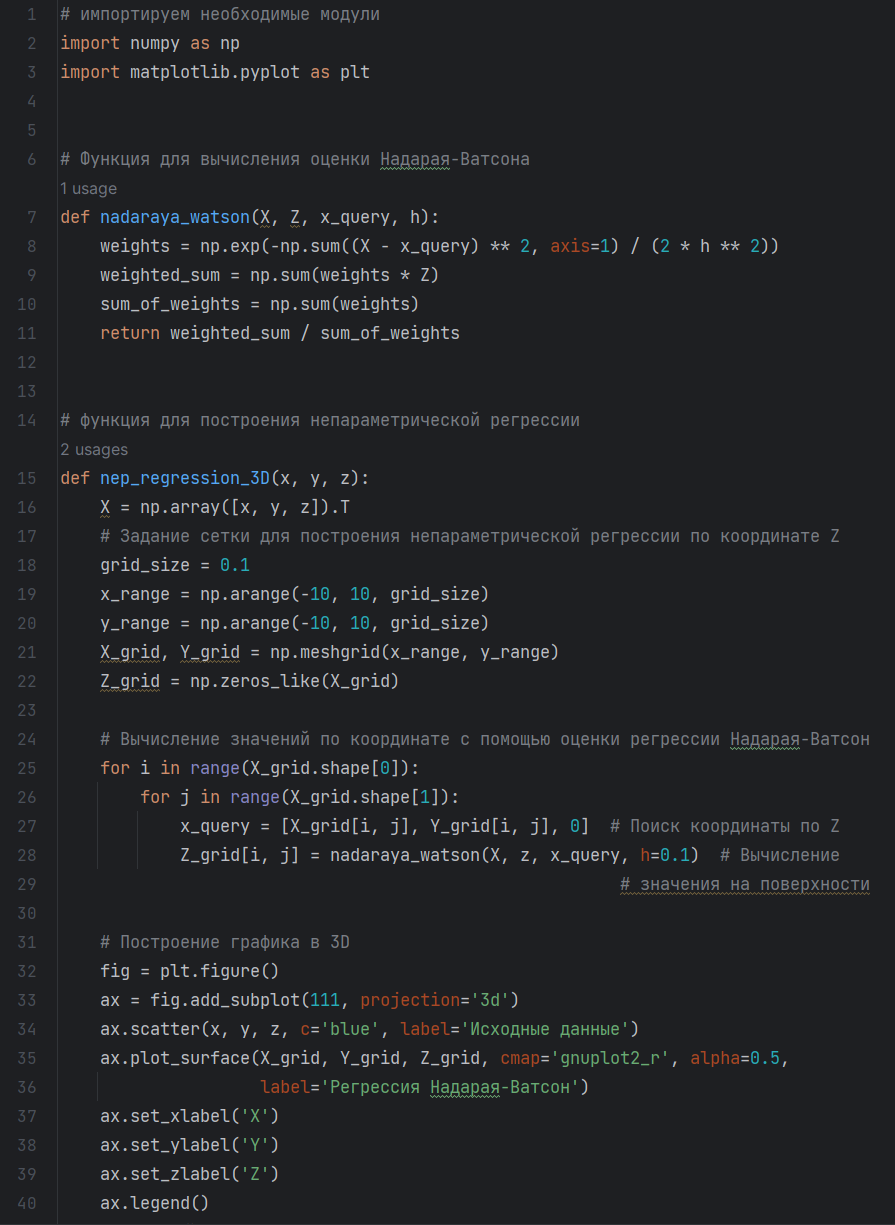 1 # импортируем необходимые модули
2 import numpy as np
3 import matplotlib.pyplot as plt
4
5
6 # Функция для вычисления оценки Надарая-Ватсона
1 usage
7 def nadaraya_watson(X, Z, x_query, h):
8     weights = np.exp(-np.sum((X - x_query) ** 2, axis=1) / (2 * h ** 2))
9     weighted_sum = np.sum(weights * Z)
10     sum_of_weights = np.sum(weights)
11     return weighted_sum / sum_of_weights
12
13
14 # функция для построения непараметрической регрессии
2 usages
15 def nep_regression_3D(x, y, z):
16     X = np.array([x, y, z]).T
17     # Задание сетки для построения непараметрической регрессии по координате Z
18     grid_size = 0.1
19     x_range = np.arange(-10, 10, grid_size)
20     y_range = np.arange(-10, 10, grid_size)
21     X_grid, Y_grid = np.meshgrid(x_range, y_range)
22     Z_grid = np.zeros_like(X_grid)
23
24     # Вычисление значений по координате с помощью оценки регрессии Надарая-Ватсон
25     for i in range(X_grid.shape[0]):
26         for j in range(X_grid.shape[1]):
27             x_query = [X_grid[i, j], Y_grid[i, j], 0]  # Поиск координаты по Z
28             Z_grid[i, j] = nadaraya_watson(X, z, x_query, h=0.1)  # Вычисление
29                                                         # значения на поверхности
30
31     # Построение графика в 3D
32     fig = plt.figure()
33     ax = fig.add_subplot(111, projection='3d')
34     ax.scatter(x, y, z, c='blue', label='Исходные данные')
35     ax.plot_surface(X_grid, Y_grid, Z_grid, cmap='gnuplot2_r', alpha=0.5,
36                     label='Регрессия Надарая-Ватсон')
37     ax.set_xlabel('X')
38     ax.set_ylabel('Y')
39     ax.set_zlabel('Z')
40     ax.legend()